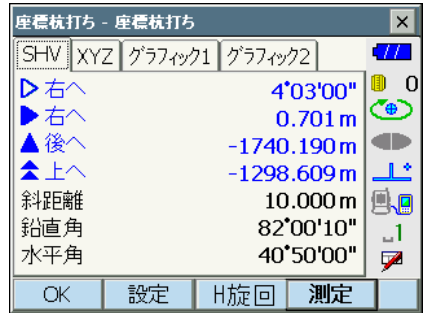 座標杭打ち - 座標杭打ち
SHV XYZ グラフィック1 グラフィック2
右へ 4°03'00" 0
右へ 0.701 m
後へ -1740.190 m
上へ -1298.609 m
斜距離 10.000 m
鉛直角 82°00'10" 1
水平角 40°50'00"
OK 設定 H旋回 測定